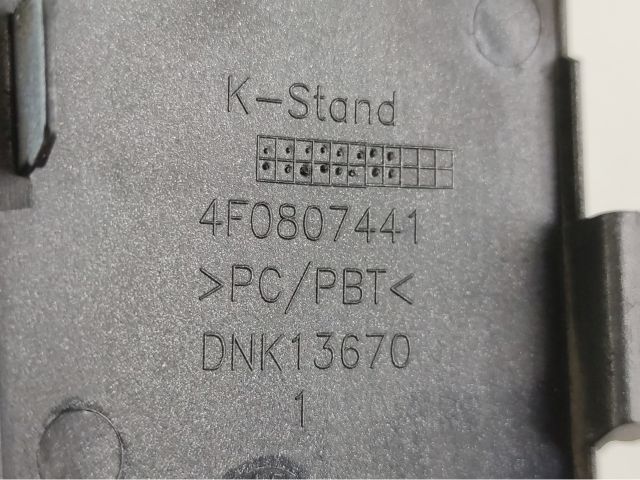 K-Stand
4F0807441
>PC/PBT<
DNK13670
1